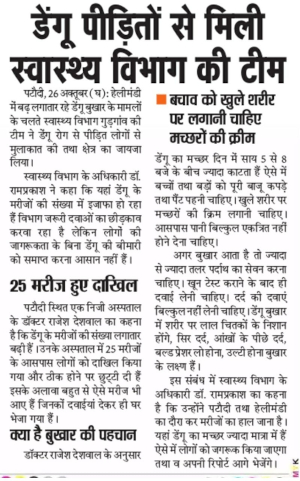 डेंगू पीड़ितों से मिली
स्वास्थ्य विभाग की टीम
पटौदी, 26 अक्तूबर (ष): हेलीमंडी
में बढ़ लगातार रहे डेंगू बुखार के मामलों
के चलते स्वास्थ्य विभाग गुड़गांव की
टीम ने डेंगू रोग से पीड़ित लोगों से
मुलाकात की तथा क्षेत्र का जायजा
लिया।
स्वास्थ्य विभाग के अधिकारी डॉ.
रामप्रकाश ने कहा कि यहां डेंगू के
मरीजों की संख्या में इजाफा हो रहा
हैं विभाग जरूरी दवाओं का छीड़काव
करवा रहा है लेकिन लोगों की
जागरूकता के बिना डेंगू की बीमारी
को समाप्त करना आसान नहीं हैं।
25 मरीज हुए दाखिल
पटौदी स्थित एक निजी अस्पताल
के डॉक्टर राजेश देशवाल का कहना
है कि डेंगू के मरीजों की संख्या लगातार
बढ़ी हैं। उनके अस्पताल में 25 मरीजों
के आसपास लोगों को दाखिल किया
गया और ठीक होने पर छुट्टी दी हैं
इसके अलावा बहुत से ऐसे मरीज भी
आए हैं जिनको दवाईयां देकर ही घर
भेजा गया हैं।
क्या है बुखार की पहचान
डॉक्टर राजेश देशवाल के अनुसार
बचाव को खुले शरीर
पर लगानी चाहिए
मच्छरों की क्रीम
डेंगू का मच्छर दिन में साय 5 से 8
बजे के बीच ज्यादा काटता हैं ऐसे में
बच्चों तथा बड़ों को पूरी बाजू कपड़े
तथा पैंट पहनी चाहिए। खुले शरीर पर
मच्छरों की क्रिम लगानी चाहिए।
आसपास पानी बिल्कुल एकत्रित नहीं
होने देना चाहिए।
अगर बुखार आता है तो ज्यादा
से ज्यादा तलर पर्दाथ का सेवन करना
चाहिए। खून टेस्ट कराने के बाद ही
दवाई लेनी चाहिए। दर्द की दवाएं
बिल्कुल नहीं लेनी चाहिए। डेंगू बुखार
में शरीर पर लाल चितकों के निशान
होंगे, सिर दर्द, आंखों के पीछे दर्द,
बल्ड प्रेशर लो होना, उल्टी होना बुखार
के लक्षण हैं।
इस संबंध में स्वास्थ्य विभाग के
अधिकारी डॉ. रामप्रकाश का कहना
है कि उन्होंने पटौदी तथा हेलीमंडी
का दौरा कर मरीजों का हाल जाना है।
यहां डेंगू का मच्छर ज्यादा मात्रा में हैं
ऐसे में लोगों को जागरूक किया जाएगा
तथा व अपनी रिपोर्ट आगे भेजेंगे।